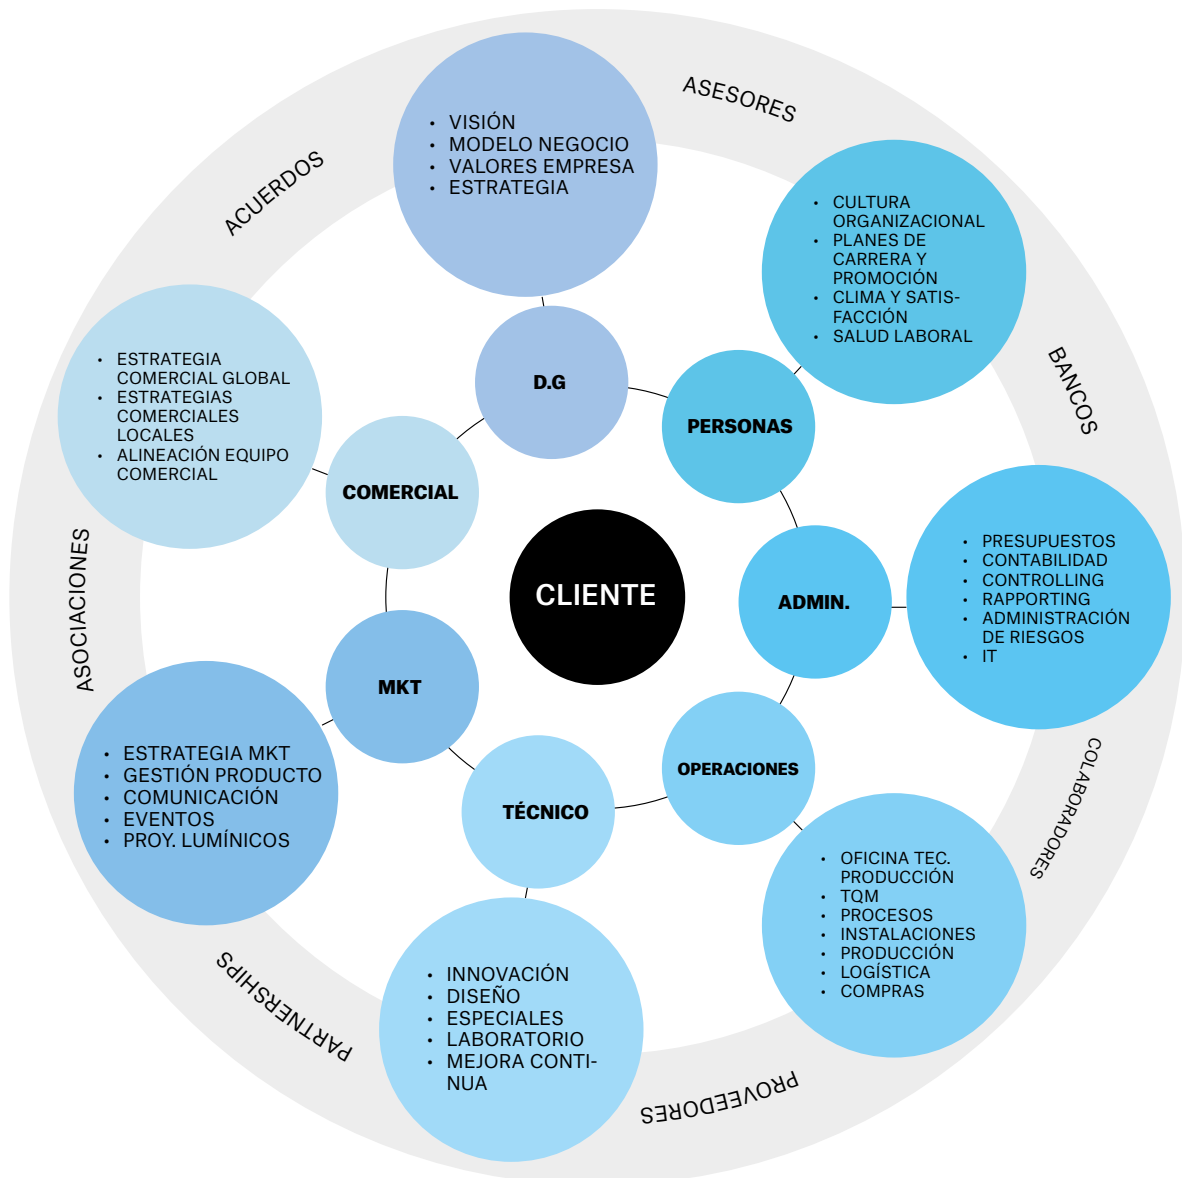 ASESORES
BANCOS
COLABORADORES
PROVEEDORES
PARTNERSHIPS
ASOCIACIONES
ACUERDOS
• VISIÓN
• MODELO NEGOCIO
• VALORES EMPRESA
• ESTRATEGIA
D.G
• CULTURA
ORGANIZACIONAL
• PLANES DE
CARRERA Y
PROMOCIÓN
• CLIMA Y SATIS-
FACCIÓN
• SALUD LABORAL
PERSONAS
• PRESUPUESTOS
• CONTABILIDAD
• CONTROLLING
• RAPPORTING
• ADMINISTRACIÓN
DE RIESGOS
• IT
ADMIN.
• OFICINA TEC.
PRODUCCIÓN
• TQM
• PROCESOS
• INSTALACIONES
• PRODUCCIÓN
• LOGÍSTICA
• COMPRAS
OPERACIONES
• INNOVACIÓN
• DISEÑO
• ESPECIALES
• LABORATORIO
• MEJORA CONTI-
NUA
TÉCNICO
• ESTRATEGIA MKT
• GESTIÓN PRODUCTO
• COMUNICACIÓN
• EVENTOS
• PROY. LUMÍNICOS
MKT
• ESTRATEGIA
COMERCIAL GLOBAL
• ESTRATEGIAS
COMERCIALES
LOCALES
• ALINEACIÓN EQUIPO
COMERCIAL
COMERCIAL
CLIENTE